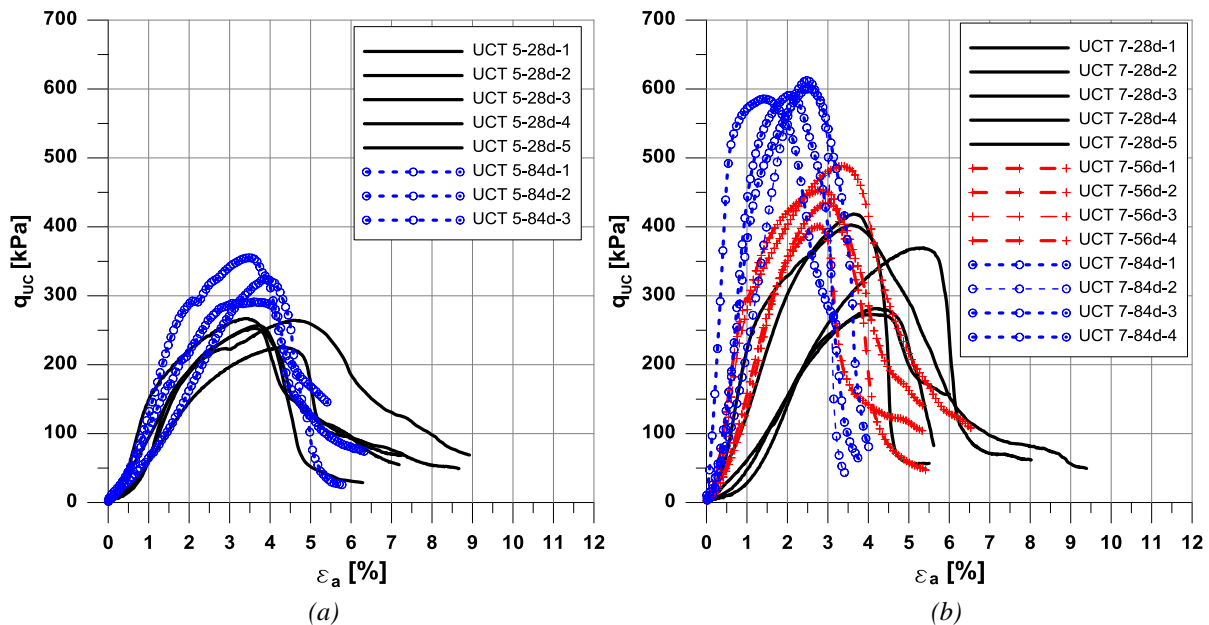 700
600
500
400
300
200
100
0
q_UC [kPa]
UCT 5-28d-1
UCT 5-28d-2
UCT 5-28d-3
UCT 5-28d-4
UCT 5-28d-5
UCT 5-84d-1
UCT 5-84d-2
UCT 5-84d-3
0 1 2 3 4 5 6 7 8 9 10 11 12
ε_a [%]
(a)
700
600
500
400
300
200
100
0
q_UC [kPa]
UCT 7-28d-1
UCT 7-28d-2
UCT 7-28d-3
UCT 7-28d-4
UCT 7-28d-5
UCT 7-56d-1
UCT 7-56d-2
UCT 7-56d-3
UCT 7-56d-4
UCT 7-84d-1
UCT 7-84d-2
UCT 7-84d-3
UCT 7-84d-4
0 1 2 3 4 5 6 7 8 9 10 11 12
ε_a [%]
(b)